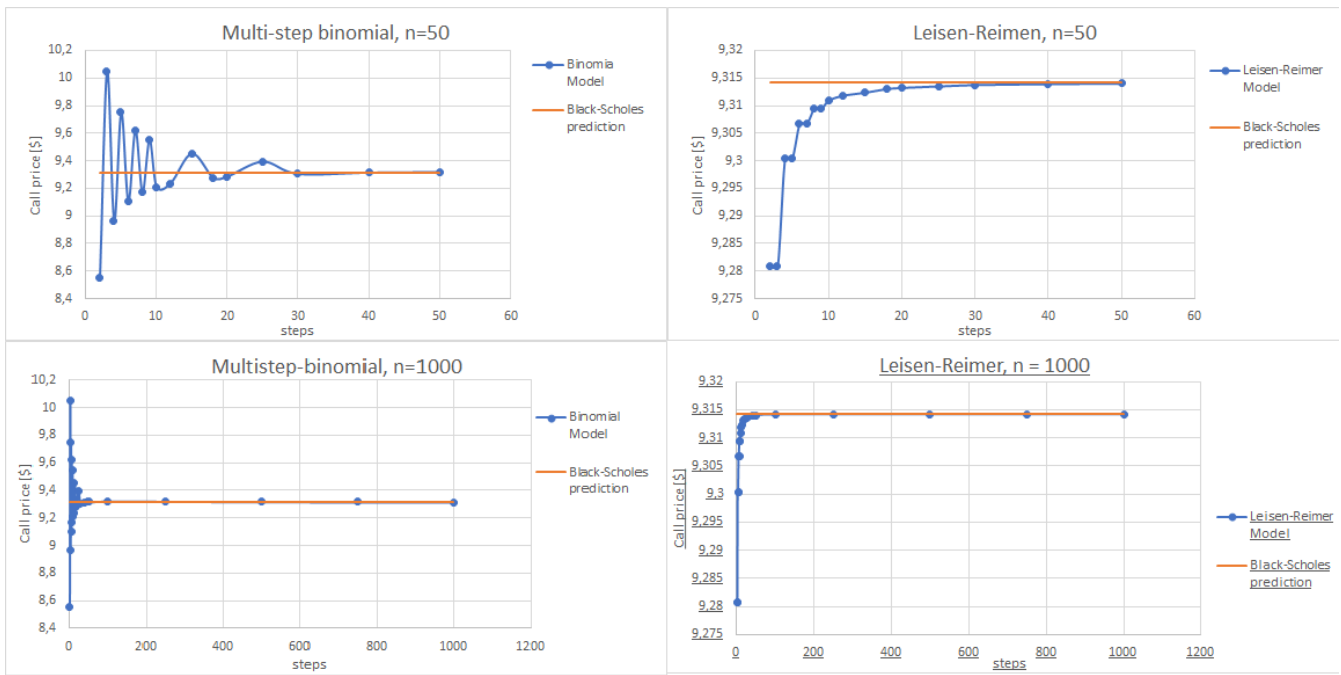 Multi-step binomial, n=50
10,2
10
9,8
9,6
9,4
9,2
9
8,8
8,6
8,4
Call price [$]
0
10
20
30
40
50
60
steps
Binomia
Model
Black-Scholes
prediction
Leisen-Reimen, n=50
9,32
9,315
9,31
9,305
9,3
9,295
9,29
9,285
9,28
9,275
Call price [$]
0
10
20
30
40
50
60
steps
Leisen-Reimer
Model
Black-Scholes
prediction
Multistep-binomial, n=1000
10,2
10
9,8
9,6
9,4
9,2
9
8,8
8,6
8,4
Call price [$]
0
200
400
600
800
1000
1200
steps
Binomial
Model
Black-Scholes
prediction
Leisen-Reimer, n = 1000
9,32
9,315
9,31
9,305
9,3
9,295
9,29
9,285
9,28
9,275
Call price [$]
0
200
400
600
800
1000
1200
steps
Leisen-Reimer
Model
Black-Scholes
prediction